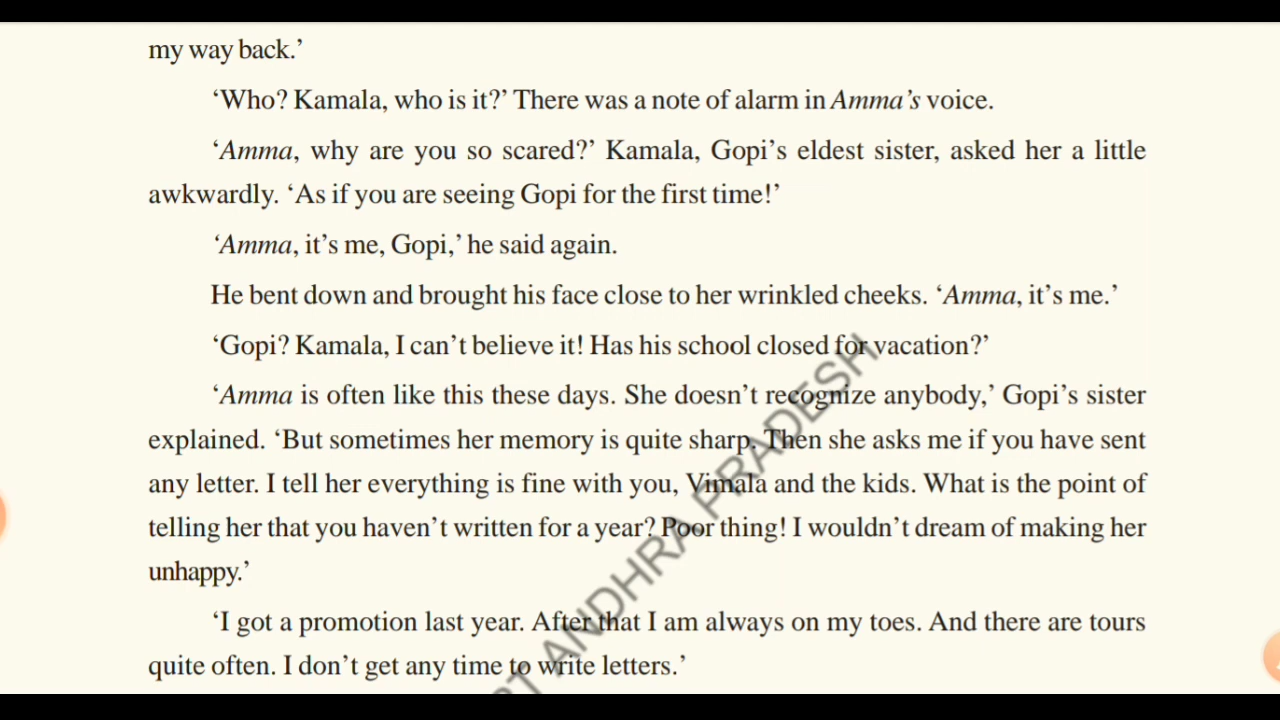 my way back.’
‘Who? Kamala, who is it?’ There was a note of alarm in Amma’s voice.
‘Amma, why are you so scared?’ Kamala, Gopi’s eldest sister, asked her a little
awkwardly. ‘As if you are seeing Gopi for the first time!’
‘Amma, it’s me, Gopi,’ he said again.
He bent down and brought his face close to her wrinkled cheeks. ‘Amma, it’s me.’
‘Gopi? Kamala, I can’t believe it! Has his school closed for vacation?’
‘Amma is often like this these days. She doesn’t recognize anybody,’ Gopi’s sister
explained. ‘But sometimes her memory is quite sharp. Then she asks me if you have sent
any letter. I tell her everything is fine with you, Vimala and the kids. What is the point of
telling her that you haven’t written for a year? Poor thing! I wouldn’t dream of making her
unhappy.’
‘I got a promotion last year. After that I am always on my toes. And there are tours
quite often. I don’t get any time to write letters.’
ANDHRA PRADESH